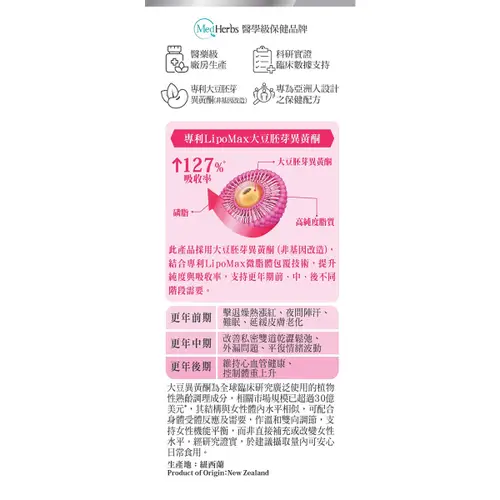 MedHerbs 醫學級保健品牌
醫藥級
廠房生產
科研實證
臨床數據支持
專利大豆胚芽
異黃酮(非基因改造)
專為亞洲人設計
之保健配方
專利LipoMax大豆胚芽異黃酮
↑127%*
吸收率
大豆胚芽異黃酮
磷脂
高純度脂質
此產品採用大豆胚芽異黃酮(非基因改造),
結合專利LipoMax微脂體包覆技術,提升
純度與吸收率,支持更年期前、中、後不同
階段需要。
更年前期
擊退燥熱漲紅、夜間陣汗、
難眠、延緩皮膚老化
更年中期
改善私密雙道乾澀鬆弛、
外漏問題、平復情緒波動
更年後期
維持心血管健康、
控制體重上升
大豆異黃酮為全球臨床研究廣泛使用的植物
性熟齡調理成分,相關市場規模已超過30億
美元*,其結構與女性體內水平相似,可配合
身體受體反應及需要,作溫和雙向調節,支
持女性機能平衡,而非直接補充或改變女性
水平,經研究證實,於建議攝取量內可安心
日常食用。
生產地:紐西蘭
Product of Origin:New Zealand